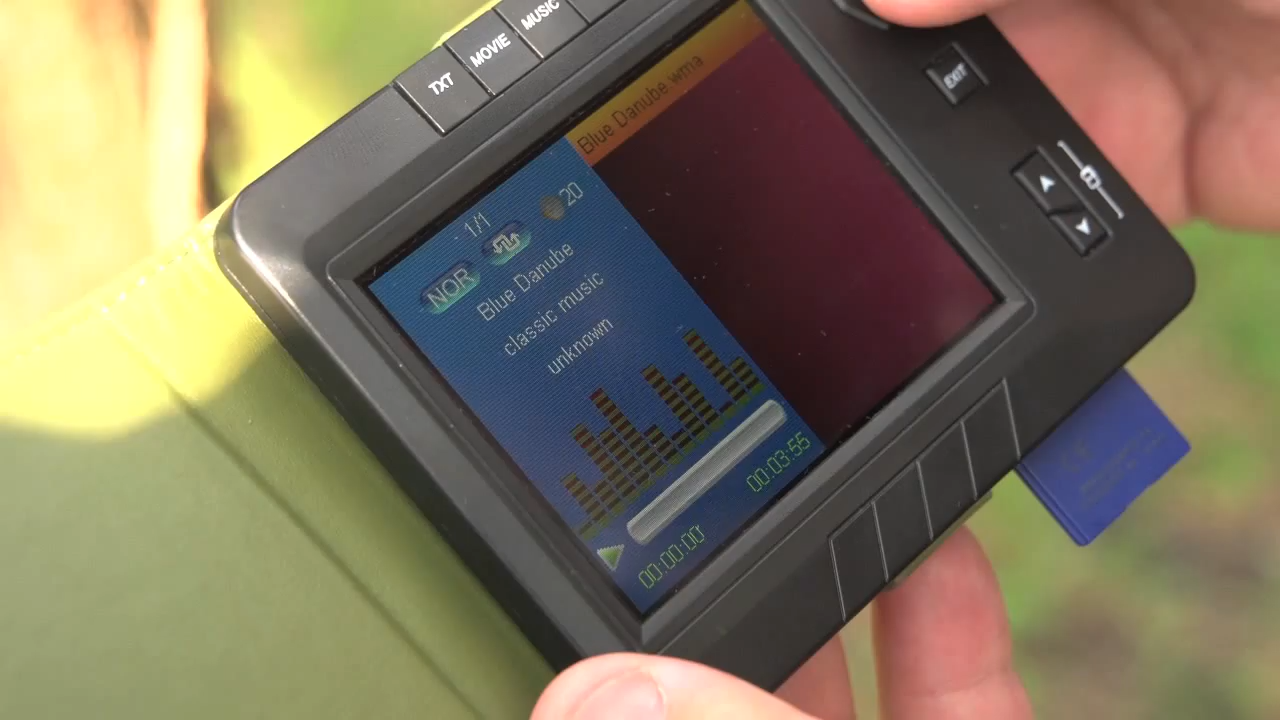 TXT
MOVIE
MUSIC
EXIT
Blue Danube.wma
1/1
20
NOR
Blue Danube
classic music
unknown
00:00:00
00:03:55